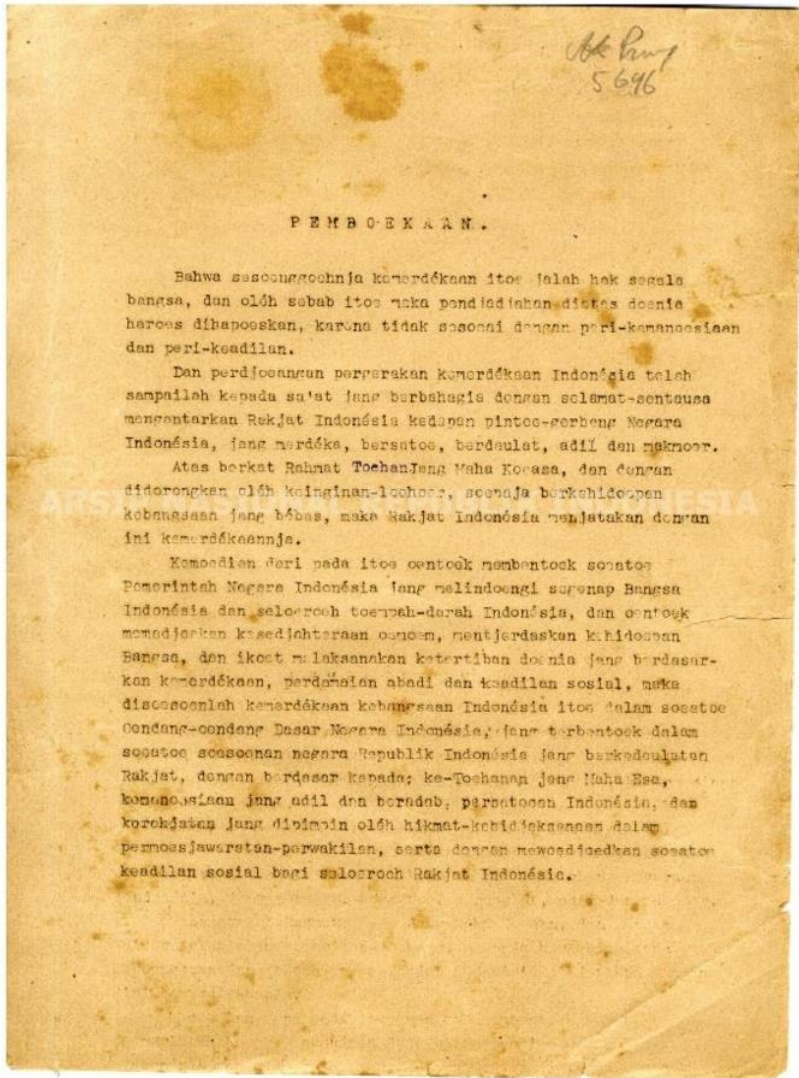 5646
PEMBOEKAAN.
Bahwa sesoenggoehnja kemerdékaan itoe jalah hak segala
bangsa, dan oléh sebab itoe maka pendjadjahan diatas doenia
haroes dihapoeskan, karena tidak sesoeai dengan peri-kemanoesiaan
dan peri-keadilan.
Dan perdjoeangan pergerakan kemerdékaan Indonésia telah
sampailah kepada sa'at jang berbahagia dengan selamat-sentausa
mengantarkan Rakjat Indonésia kedepan pintoe-gerbang Negara
Indonésia, jang merdéka, bersatoe, berdaulat, adil dan makmoer.
Atas berkat Rahmat Toehan Jang Maha Koeasa, dan dengan
didorongkan oléh keinginan-loehoer, soepaja berkehidoepan
kebangsaan jang bébas, maka Rakjat Indonésia menjatakan dengan
ini kemerdékaannja.
Kemoedian dari pada itoe oentoek membentoek soeatoe
Pemerintah Negara Indonésia jang melindoengi segenap Bangsa
Indonésia dan seloeroeh toempah-darah Indonésia, dan oentoek
memadjoekan kesedjahteraan oemoem, mentjerdaskan kehidoepan
Bangsa, dan ikoet melaksanakan ketertiban doenia jang berdasar-
kan kemerdékaan, perdamaian abadi dan keadilan sosial, maka
disoesoenlah kemerdékaan kebangsaan Indonésia itoe dalam soeatoe
Oendang-oendang Dasar Negara Indonésia, jang terbentoek dalam
soeatoe soesoenan negara Republik Indonésia jang berkedaulatan
Rakjat, dengan berdasar kepada: ke-Toehanan jang Maha Esa,
kemanoesiaan jang adil dan beradab, persatoean Indonésia, dan
kerakjatan jang dipimpin oléh hikmat-kebidjaksanaan dalam
permoesjawaratan-perwakilan, serta dengan mewoedjoedkan soeatoe
keadilan sosial bagi seloeroeh Rakjat Indonésia.